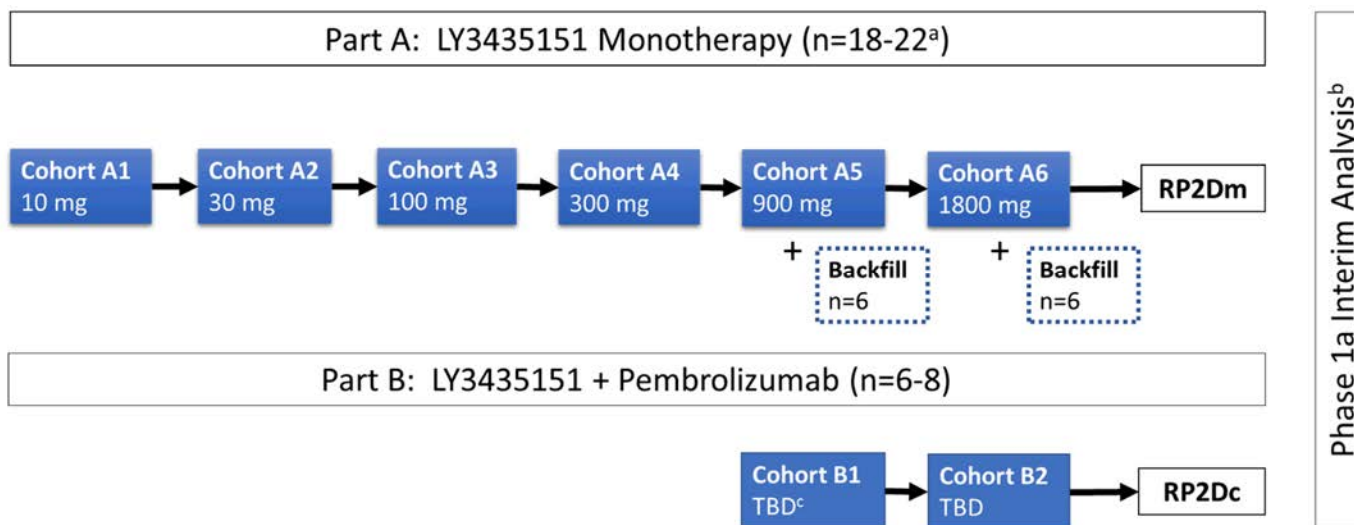 Part A: LY3435151 Monotherapy (n=18-22ᵃ)
Cohort A1
10 mg
Cohort A2
30 mg
Cohort A3
100 mg
Cohort A4
300 mg
Cohort A5
900 mg
Cohort A6
1800 mg
RP2Dm
+
Backfill
n=6
+
Backfill
n=6
Part B: LY3435151 + Pembrolizumab (n=6-8)
Cohort B1
TBDᶜ
Cohort B2
TBD
RP2Dc
Phase 1a Interim Analysisᵇ